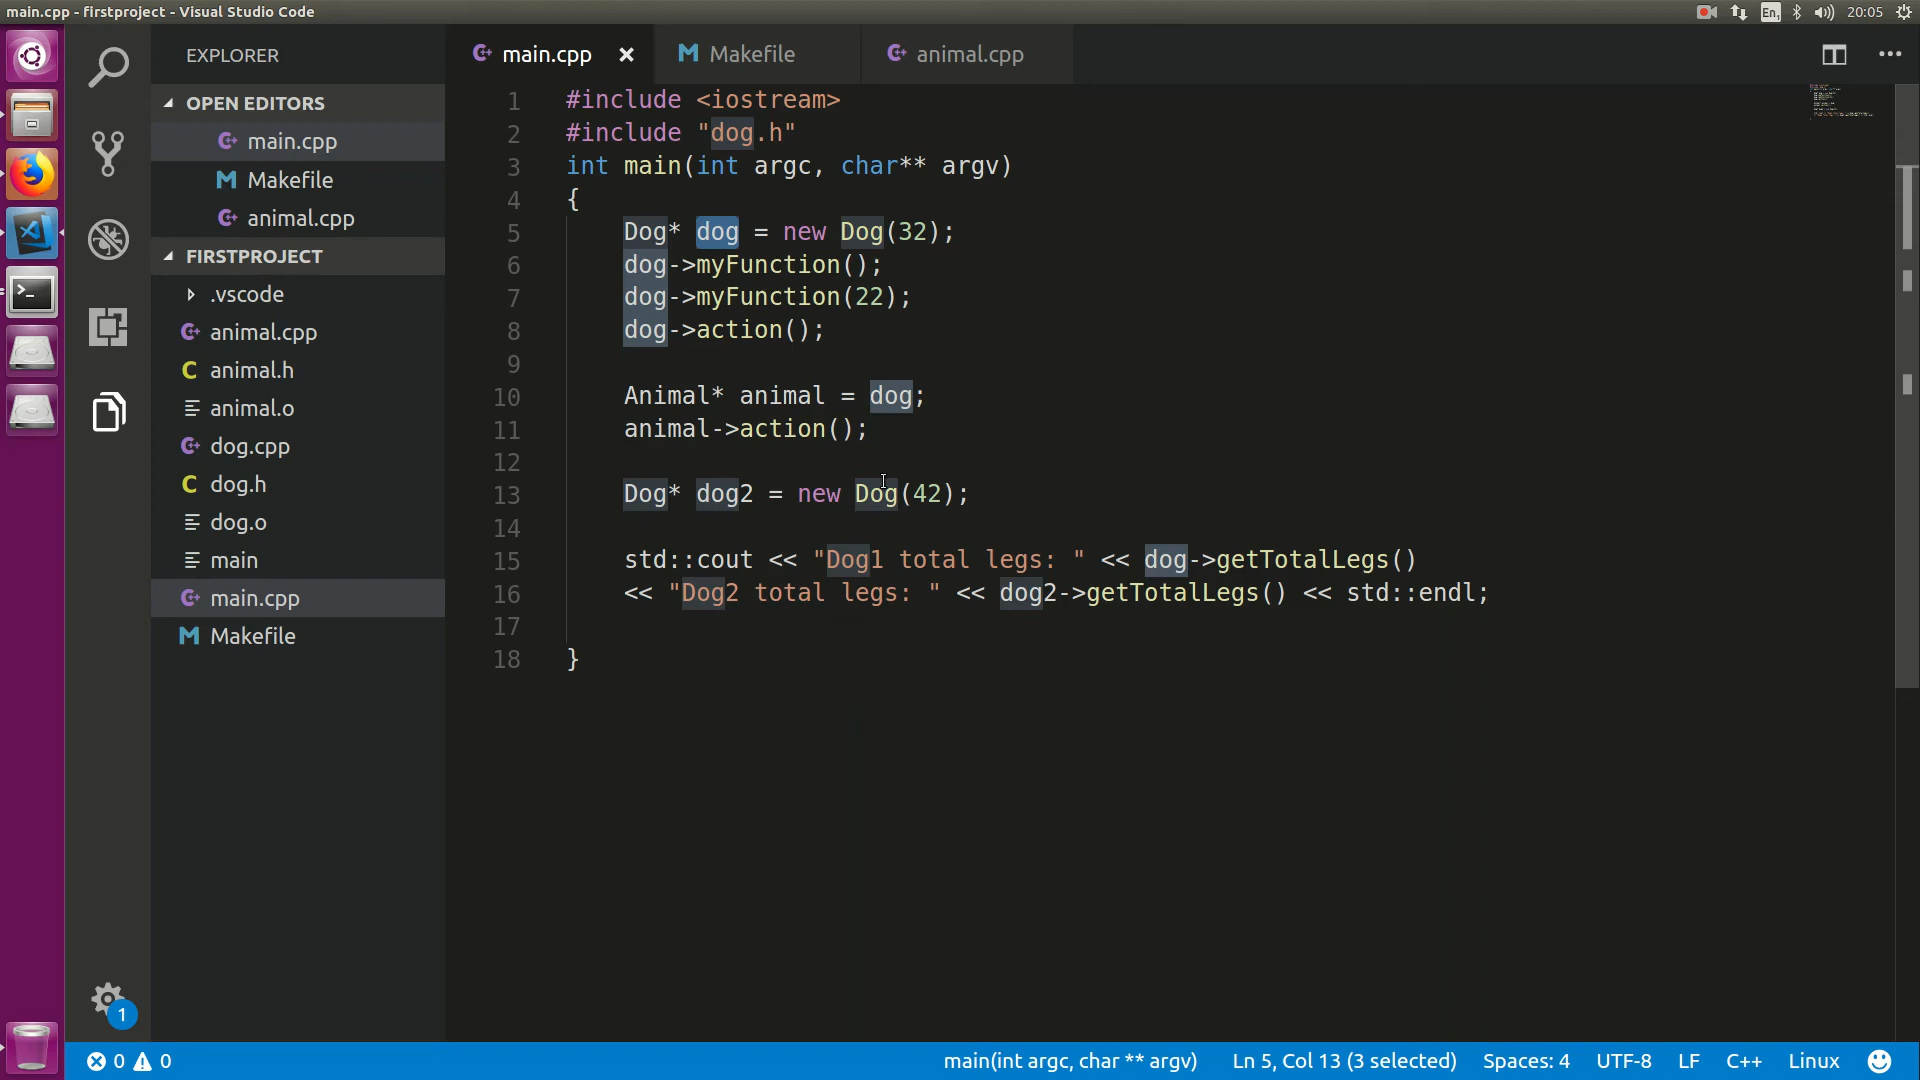 main.cpp - firstproject - Visual Studio Code
En1 20:05
EXPLORER
OPEN EDITORS
main.cpp
Makefile
animal.cpp
FIRSTPROJECT
.vscode
animal.cpp
animal.h
animal.o
dog.cpp
dog.h
dog.o
main
main.cpp
Makefile
1
main.cpp Makefile animal.cpp
1 #include <iostream>
2 #include "dog.h"
3 int main(int argc, char** argv)
4 {
5 Dog* dog = new Dog(32);
6 dog->myFunction();
7 dog->myFunction(22);
8 dog->action();
9
10 Animal* animal = dog;
11 animal->action();
12
13 Dog* dog2 = new Dog(42);
14
15 std::cout << "Dog1 total legs: " << dog->getTotalLegs()
16 << "Dog2 total legs: " << dog2->getTotalLegs() << std::endl;
17
18 }
0 0 main(int argc, char ** argv) Ln 5, Col 13 (3 selected) Spaces: 4 UTF-8 LF C++ Linux